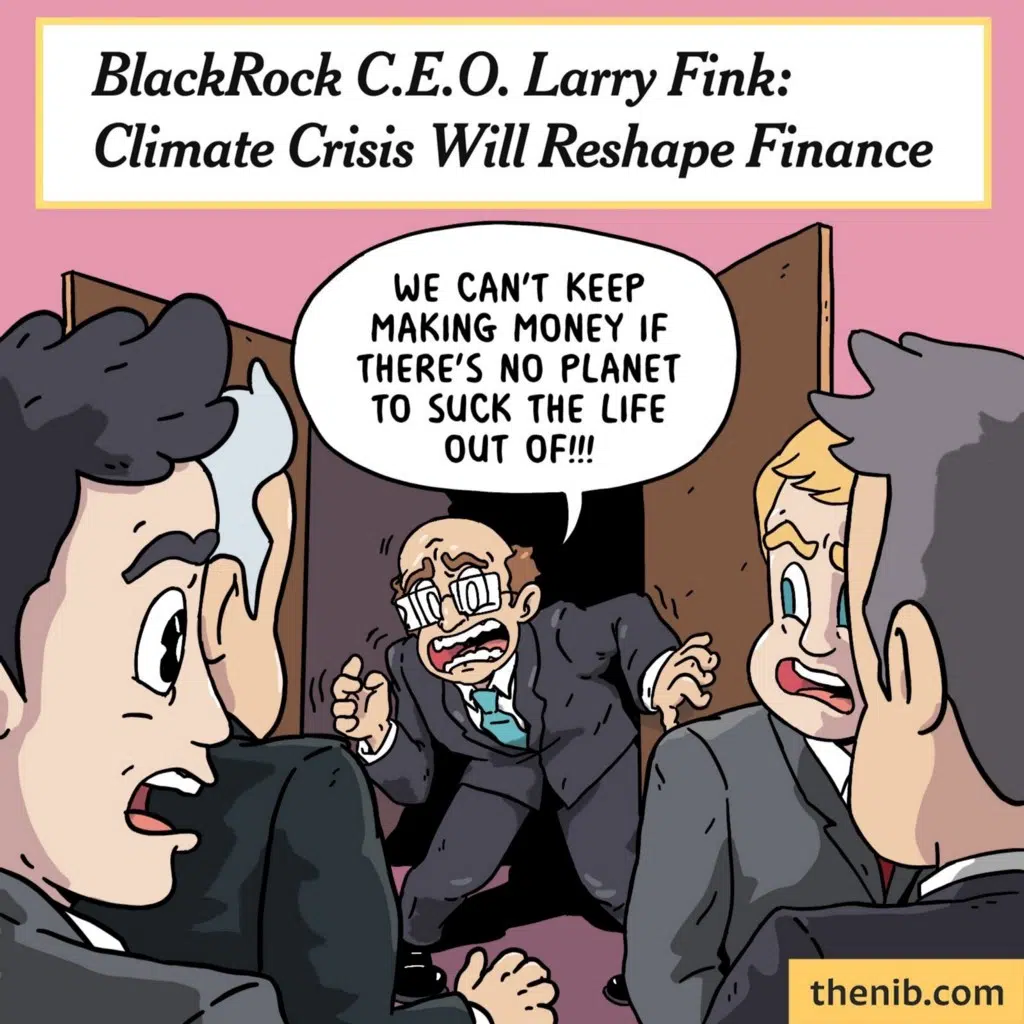 BlackRock C.E.O. Larry Fink:
Climate Crisis Will Reshape Finance
WE CAN'T KEEP
MAKING MONEY IF
THERE'S NO PLANET
TO SUCK THE LIFE
OUT OF!!!
thenib.com